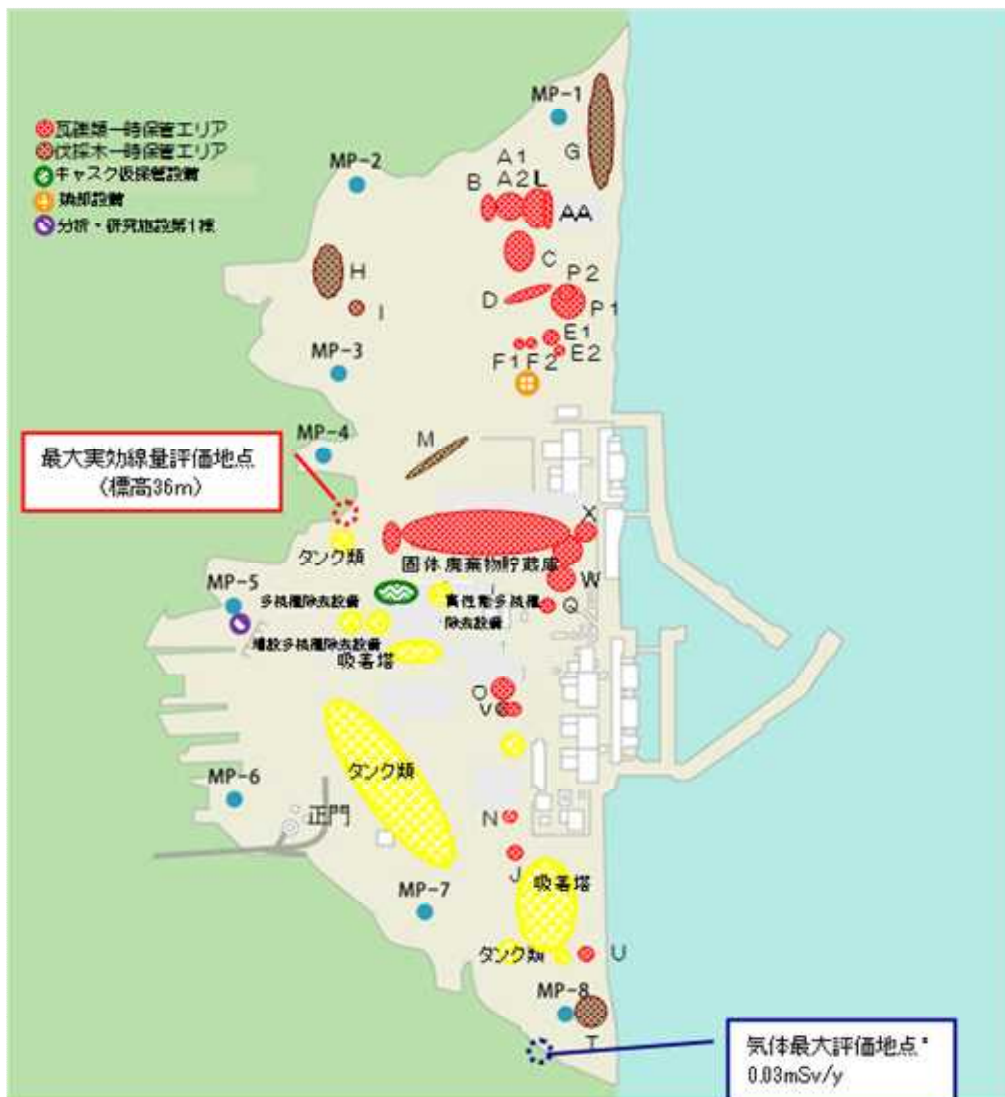 瓦礫類一時保管エリア
伐採木一時保管エリア
キャスク仮保管設備
焼却設備
分析・研究施設第1棟
MP-1
G
MP-2
A1
A2
L
B
AA
C
H
I
D
P2
P1
E1
E2
F1
F2
MP-3
MP-4
M
最大実効線量評価地点
(標高36m)
X
タンク類
固体廃棄物貯蔵庫
W
MP-5
多核種除去設備
高性能多核種
除去設備
Q
増設多核種除去設備
吸着塔
O
V
タンク類
MP-6
正門
N
J
MP-7
吸着塔
タンク類
U
MP-8
T
気体最大評価地点*
0.03mSv/y